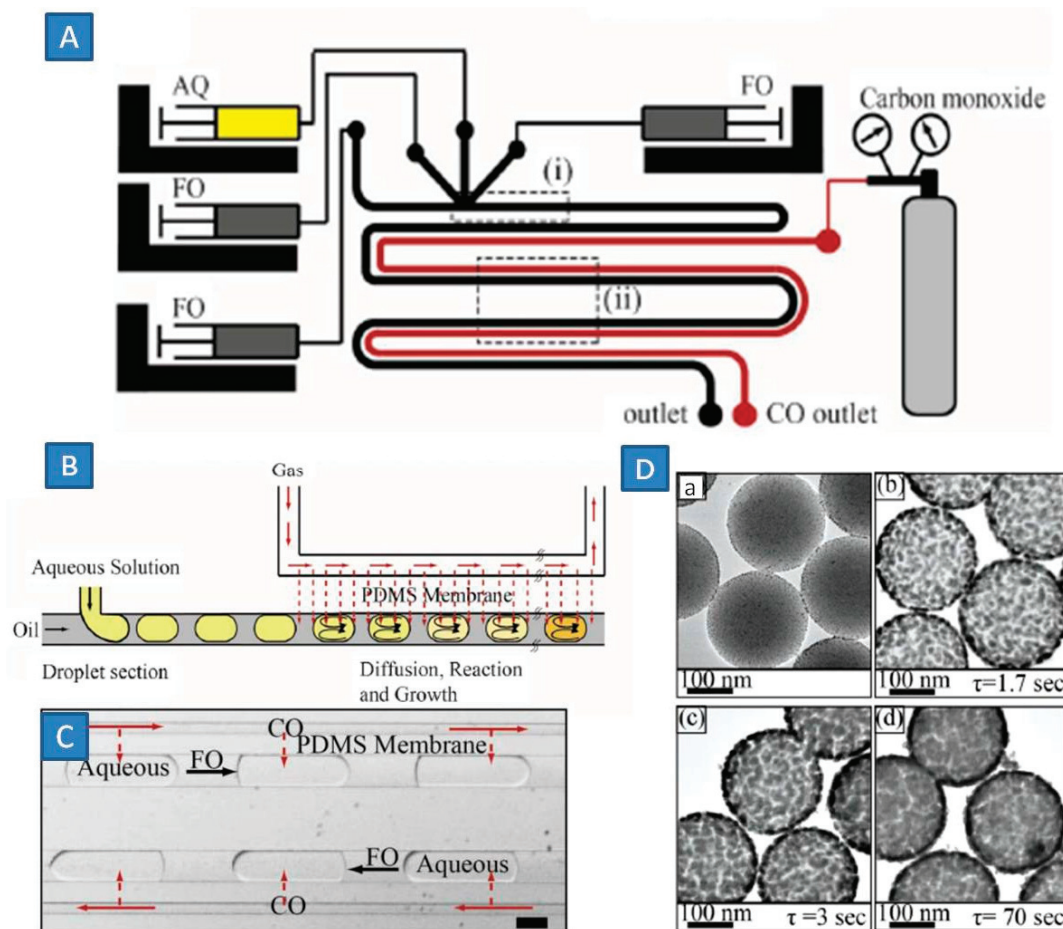 A
AQ
FO
Carbon monoxide
(i)
FO
(ii)
FO
outlet
CO outlet
B
Gas
Aqueous Solution
PDMS Membrane
Oil
Droplet section
Diffusion, Reaction
and Growth
C
CO
PDMS Membrane
Aqueous
FO
FO
Aqueous
CO
D
a
100 nm
(b)
100 nm
τ=1.7 sec
(c)
100 nm
τ=3 sec
(d)
100 nm
τ= 70 sec